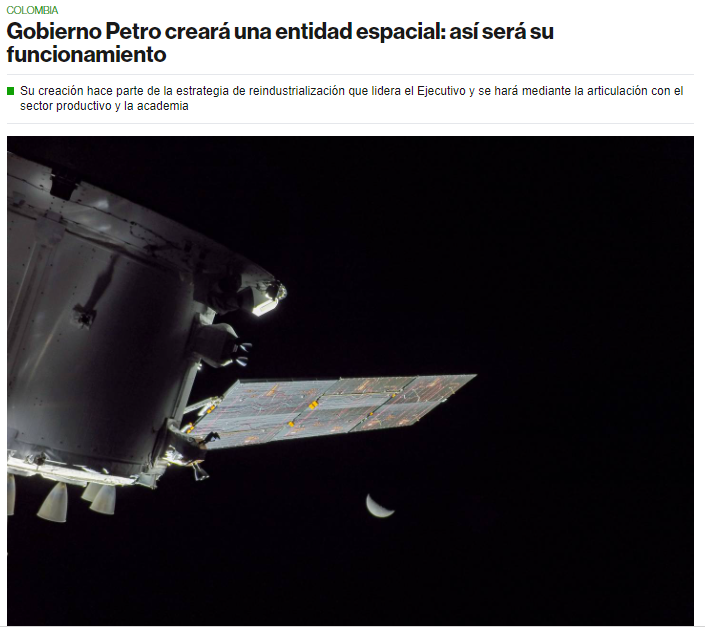 COLOMBIA
Gobierno Petro creará una entidad espacial: así será su
funcionamiento
Su creación hace parte de la estrategia de reindustrialización que lidera el Ejecutivo y se hará mediante la articulación con el
sector productivo y la academia